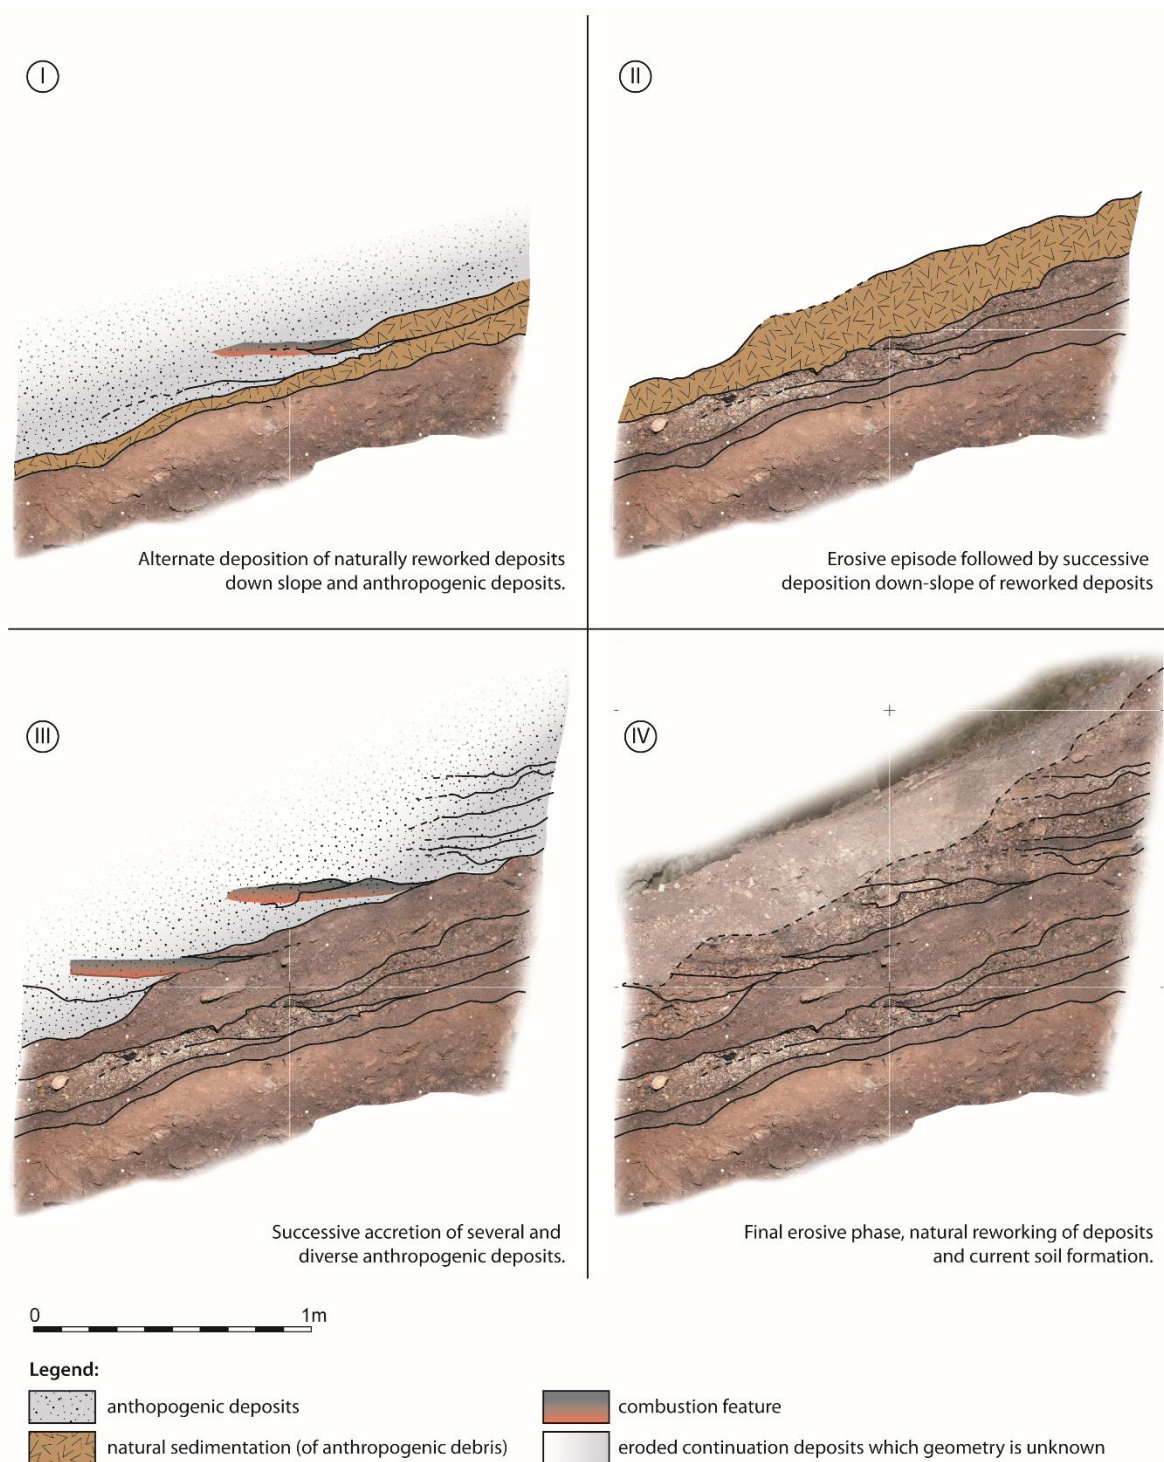 I
II
Alternate deposition of naturally reworked deposits
down slope and anthropogenic deposits.
Erosive episode followed by successive
deposition down-slope of reworked deposits
III
IV
Successive accretion of several and
diverse anthropogenic deposits.
Final erosive phase, natural reworking of deposits
and current soil formation.
0 1m
Legend:
anthopogenic deposits
combustion feature
natural sedimentation (of anthropogenic debris)
eroded continuation deposits which geometry is unknown